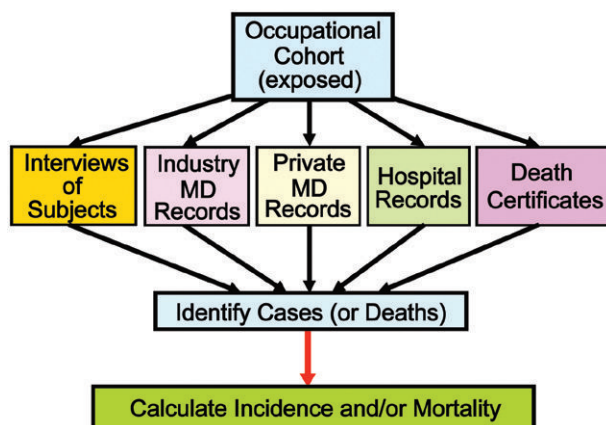 Occupational
Cohort
(exposed)
Interviews
of
Subjects
Industry
MD
Records
Private
MD
Records
Hospital
Records
Death
Certificates
Identify Cases (or Deaths)
Calculate Incidence and/or Mortality